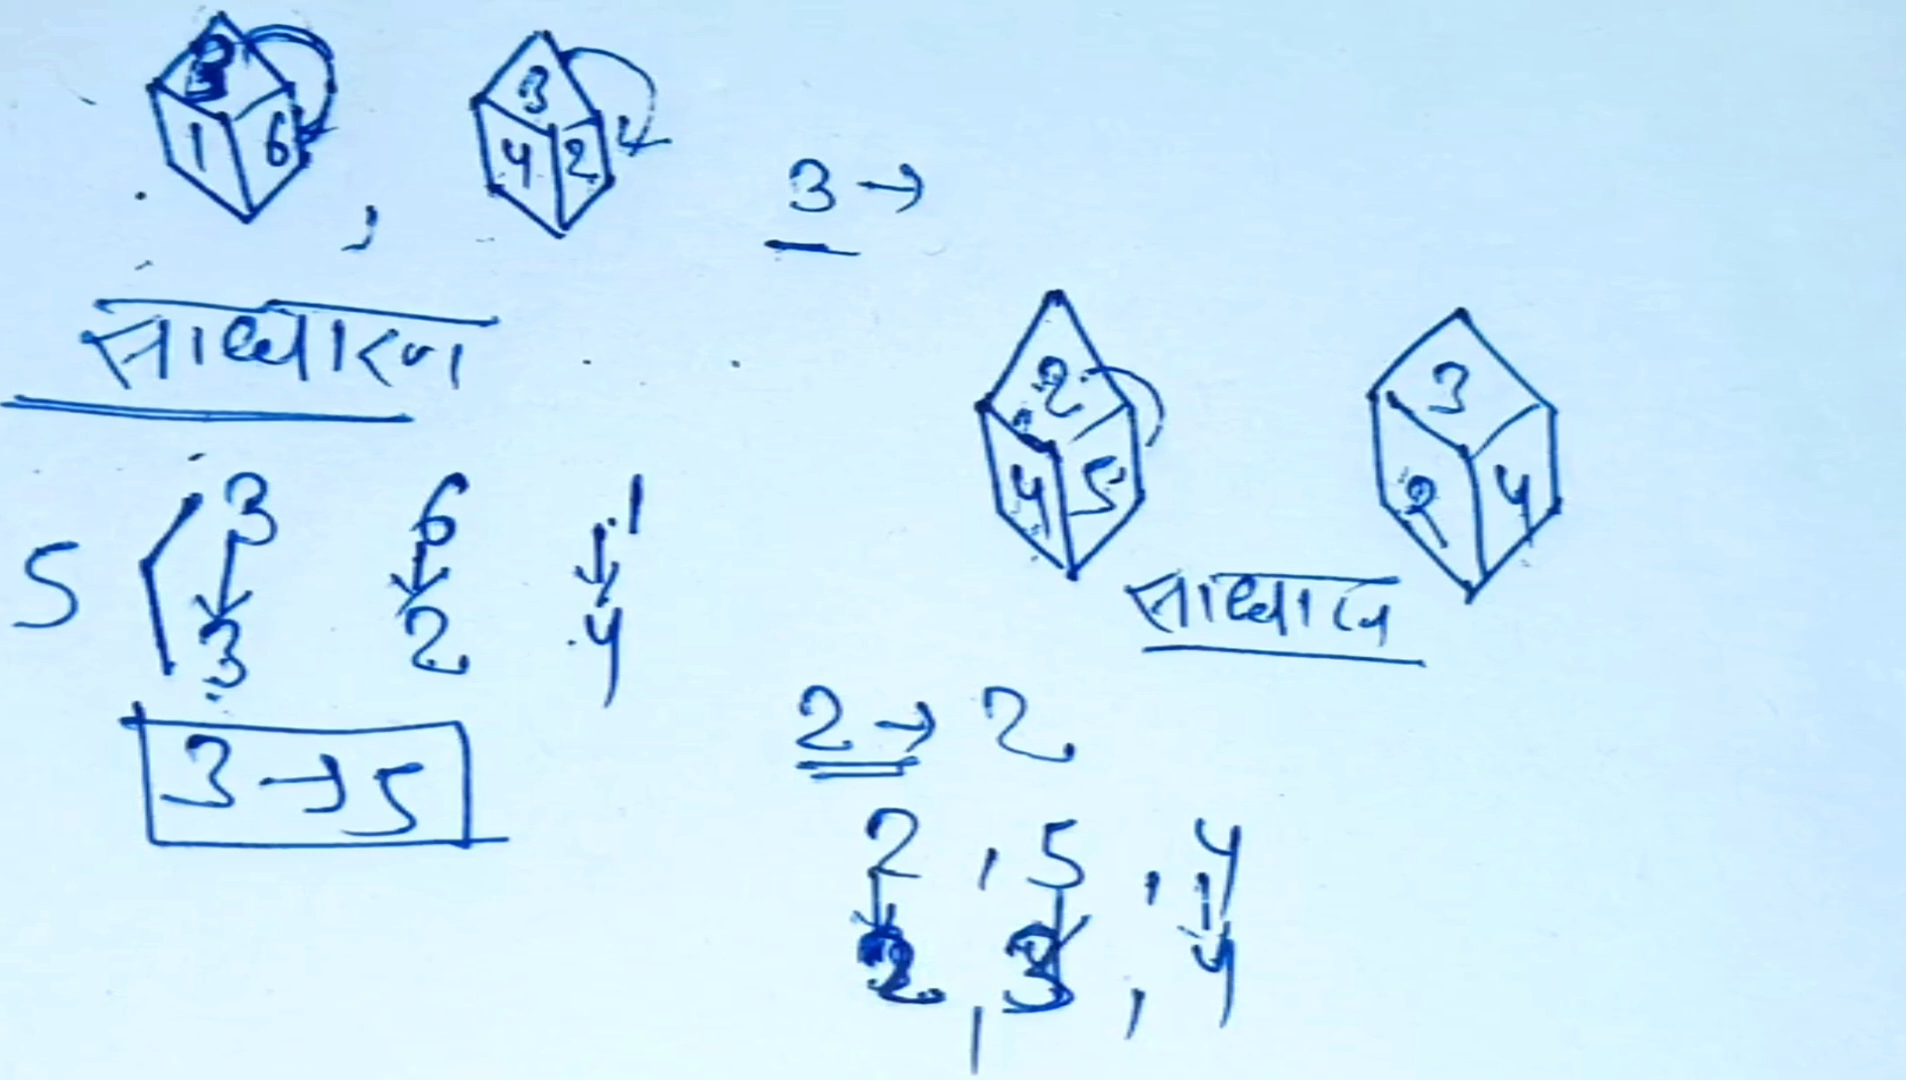 3
1 6 ,
3
4 2
3 →
साधारण
5 3 6 1
3 2 4
3 → 5
2
4 5
3
2 4
साधारण
2 → 2
2 , 5 , 4
2 , 3 , 4